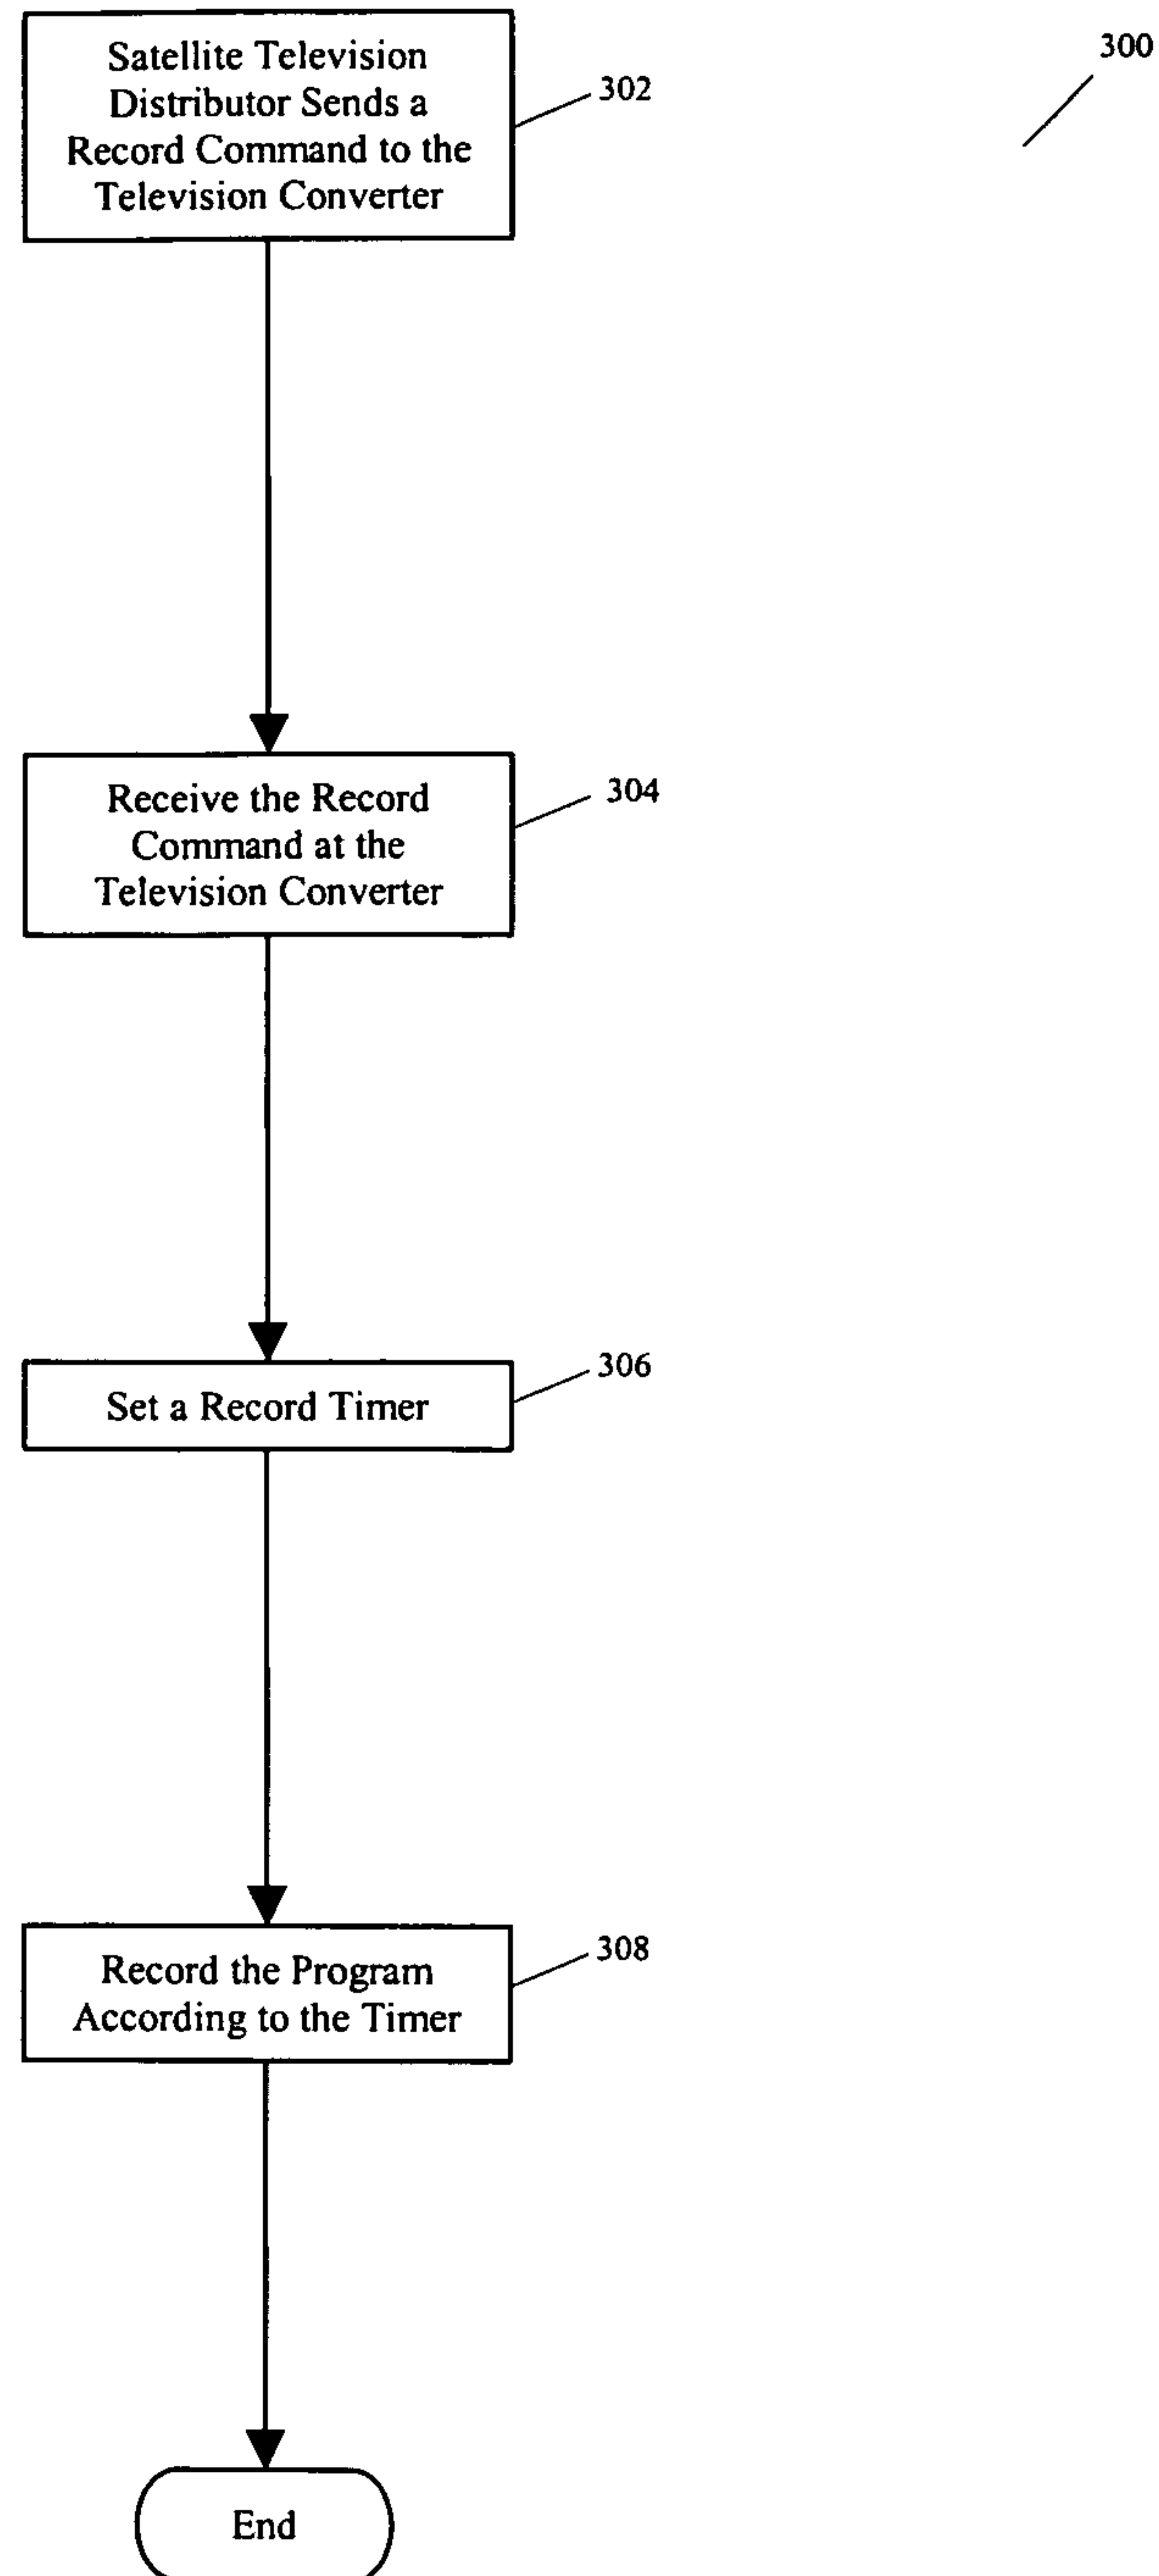 Satellite Television
Distributor Sends a
Record Command to the
Television Converter
302
300
Receive the Record
Command at the
Television Converter
304
Set a Record Timer
306
Record the Program
According to the Timer
308
End